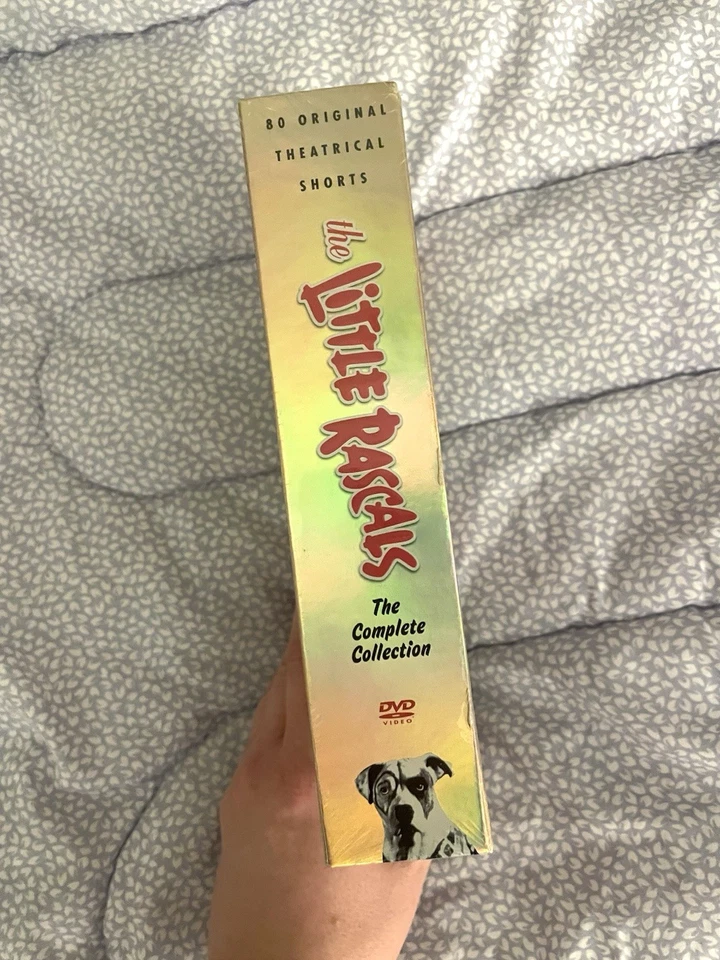 80 ORIGINAL
THEATRICAL
SHORTS
the LITTLE RASCALS
The
Complete
Collection
DVD
VIDEO